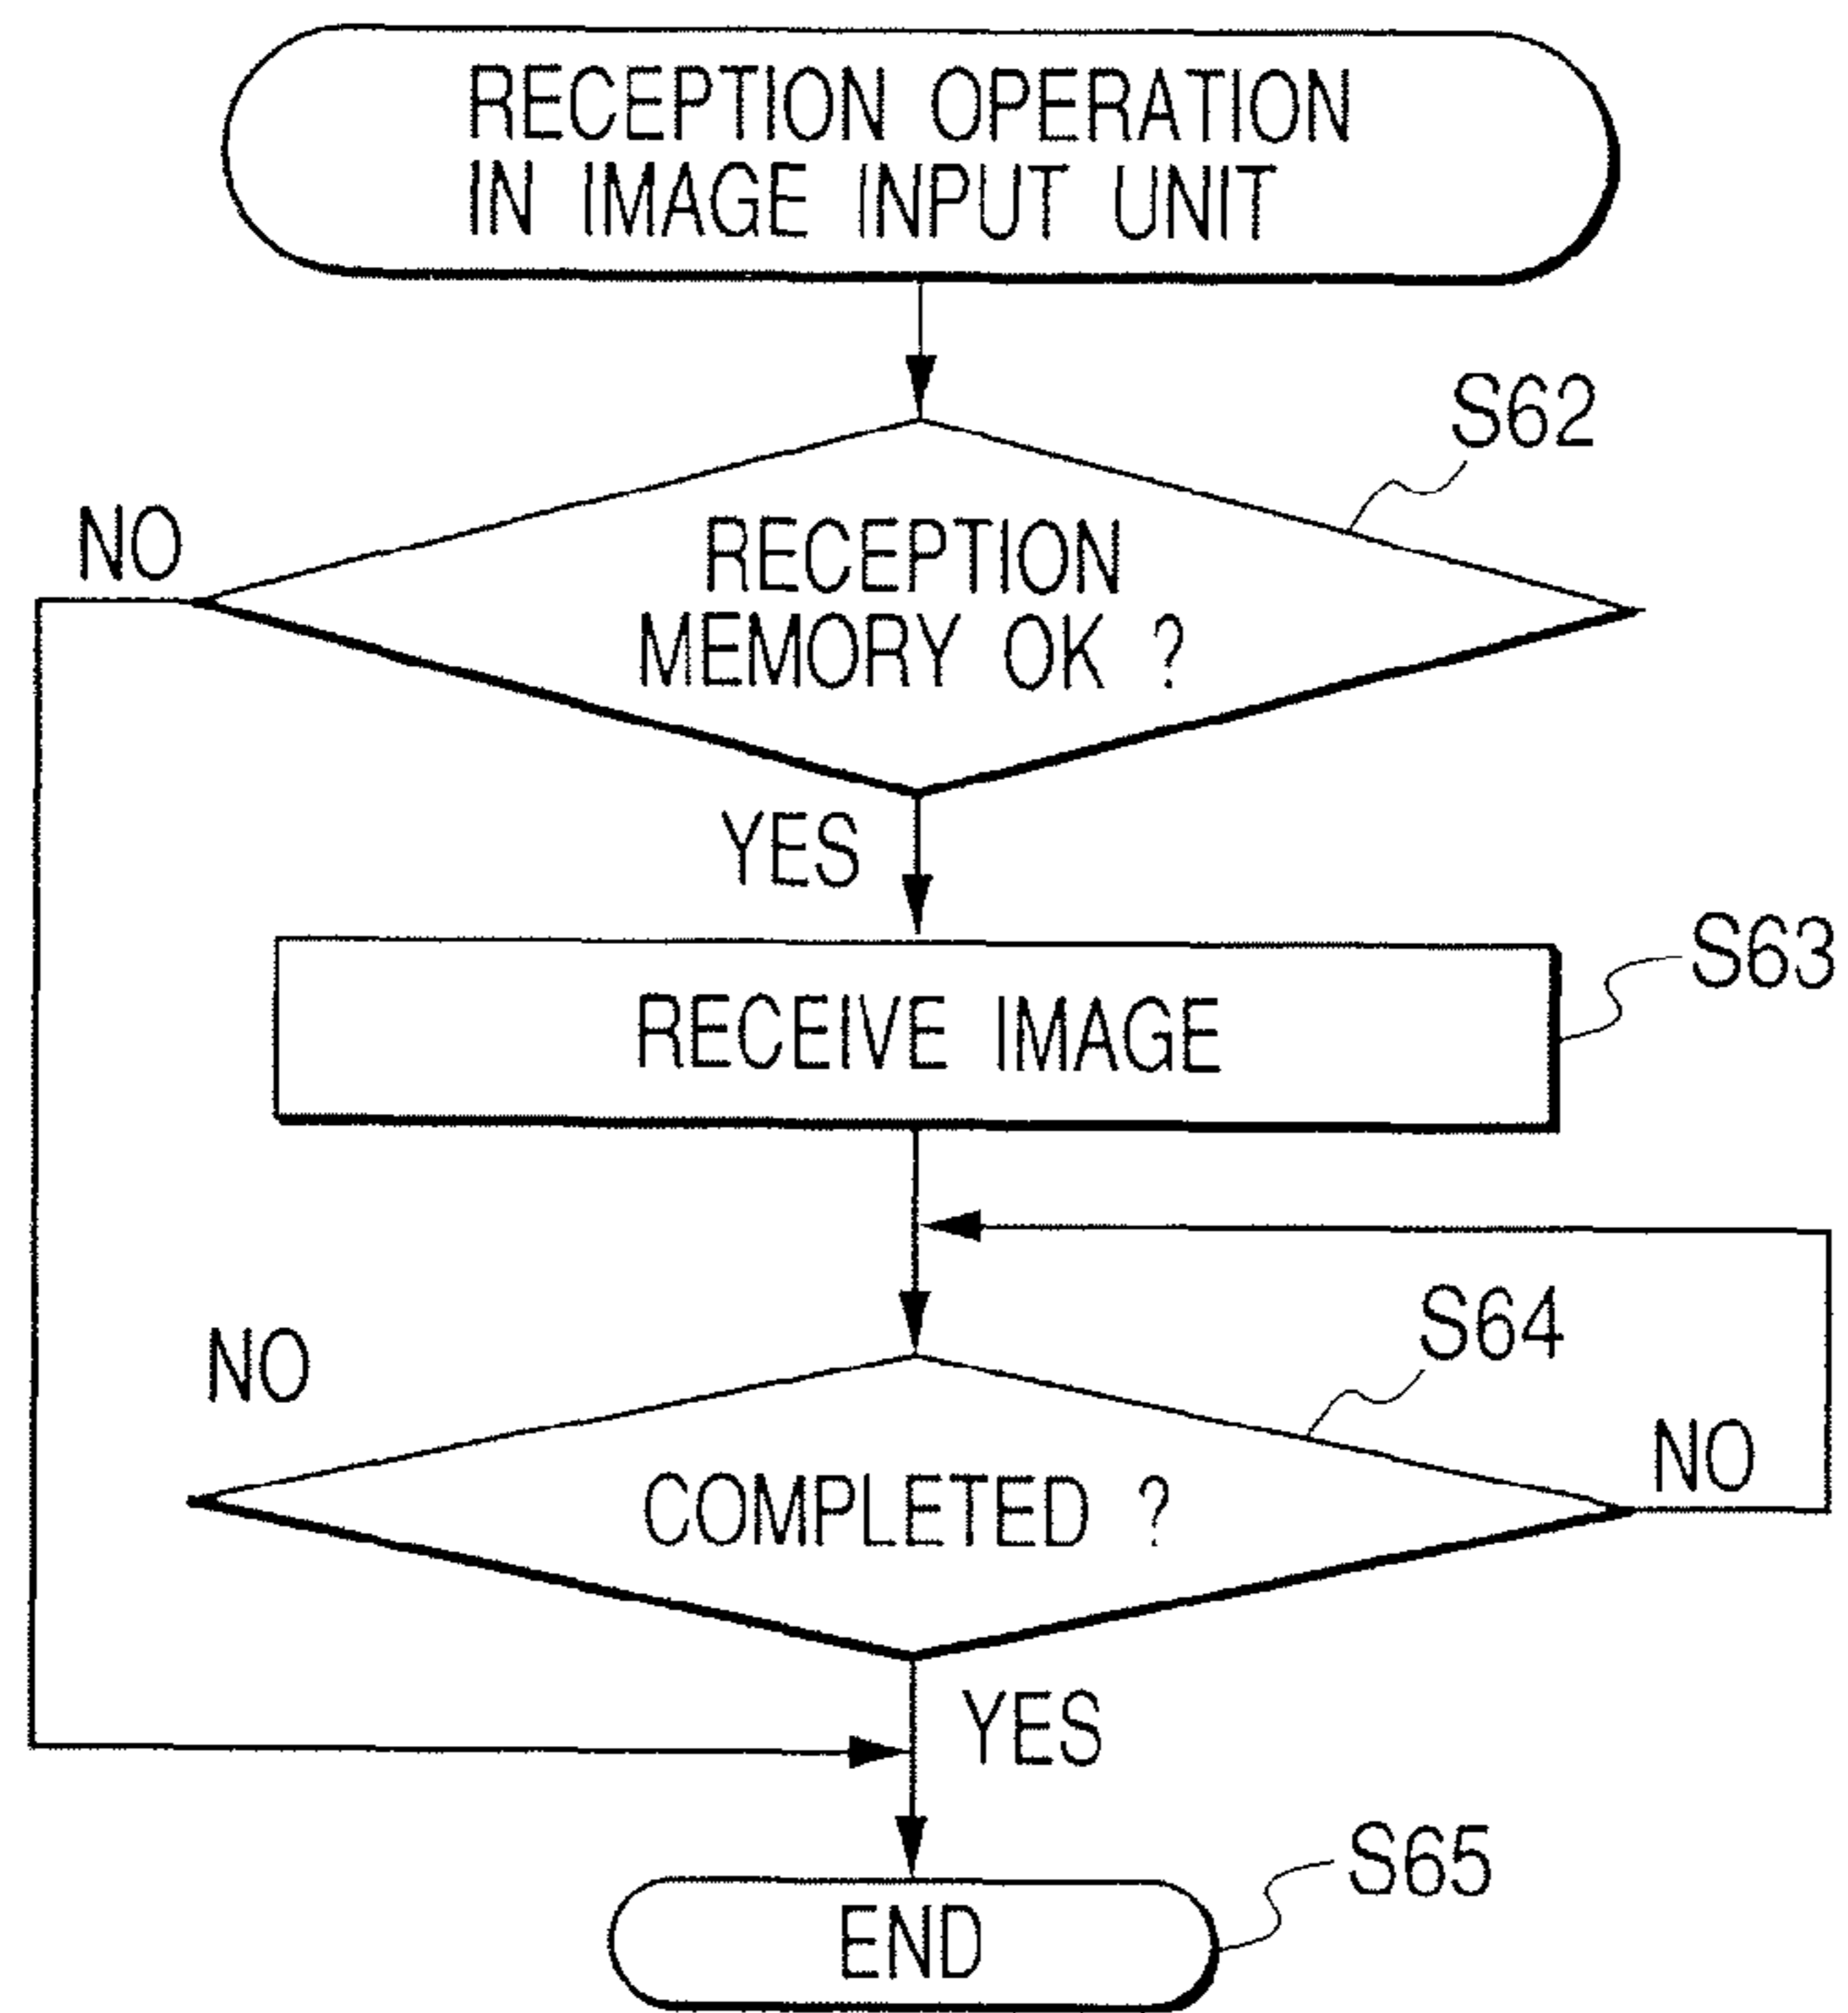 RECEPTION OPERATION
IN IMAGE INPUT UNIT
S62
NO
RECEPTION
MEMORY OK ?
YES
S63
RECEIVE IMAGE
S64
NO
NO
COMPLETED ?
YES
S65
END